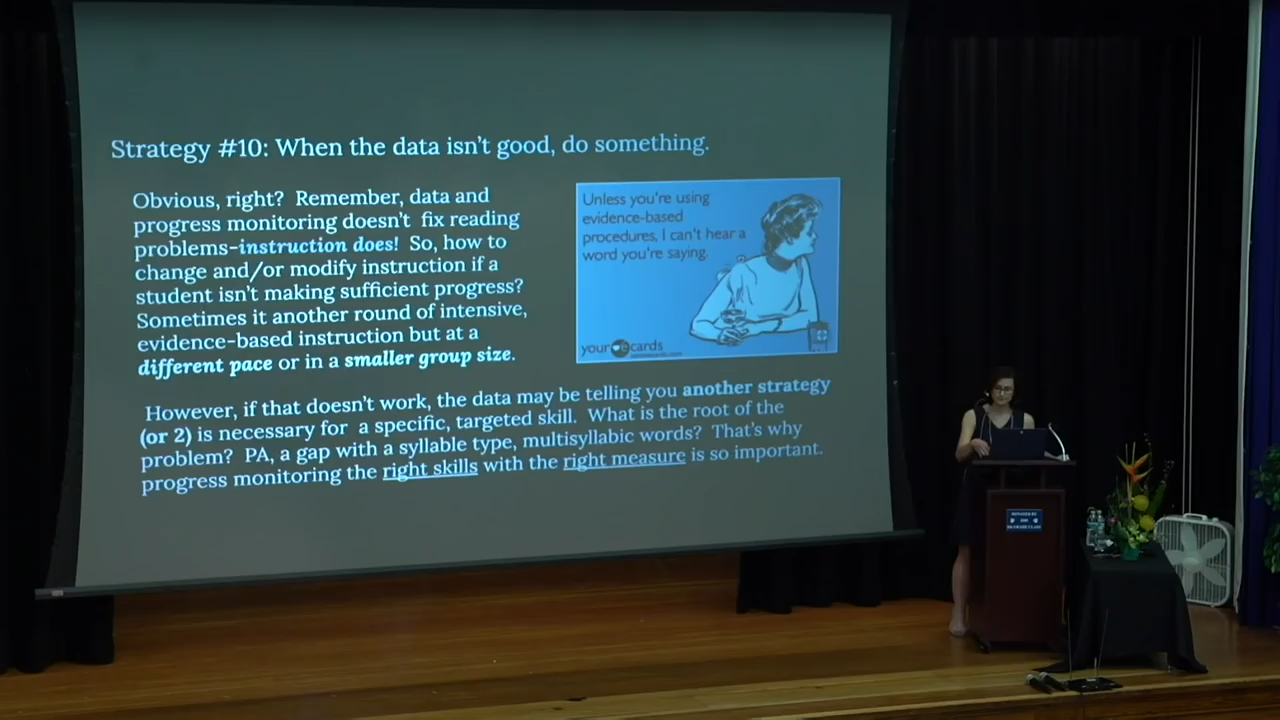 Strategy #10: When the data isn't good, do something.
Obvious, right? Remember, data and
progress monitoring doesn't fix reading
problems-instruction does! So, how to
change and/or modify instruction if a
student isn't making sufficient progress?
Sometimes it another round of intensive,
evidence-based instruction but at a
different pace or in a smaller group size.
Unless you're using
evidence-based
procedures, I can't hear a
word you're saying.
your e cards
However, if that doesn't work, the data may be telling you another strategy
(or 2) is necessary for a specific, targeted skill. What is the root of the
problem? PA, a gap with a syllable type, multisyllabic words? That's why
progress monitoring the right skills with the right measure is so important.